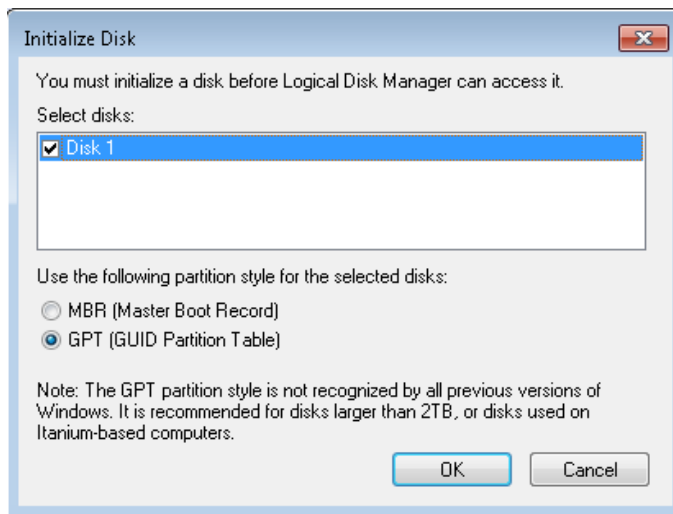 Initialize Disk
You must initialize a disk before Logical Disk Manager can access it.
Select disks:
Disk 1
Use the following partition style for the selected disks:
MBR (Master Boot Record)
GPT (GUID Partition Table)
Note: The GPT partition style is not recognized by all previous versions of
Windows. It is recommended for disks larger than 2TB, or disks used on
Itanium-based computers.
OK Cancel